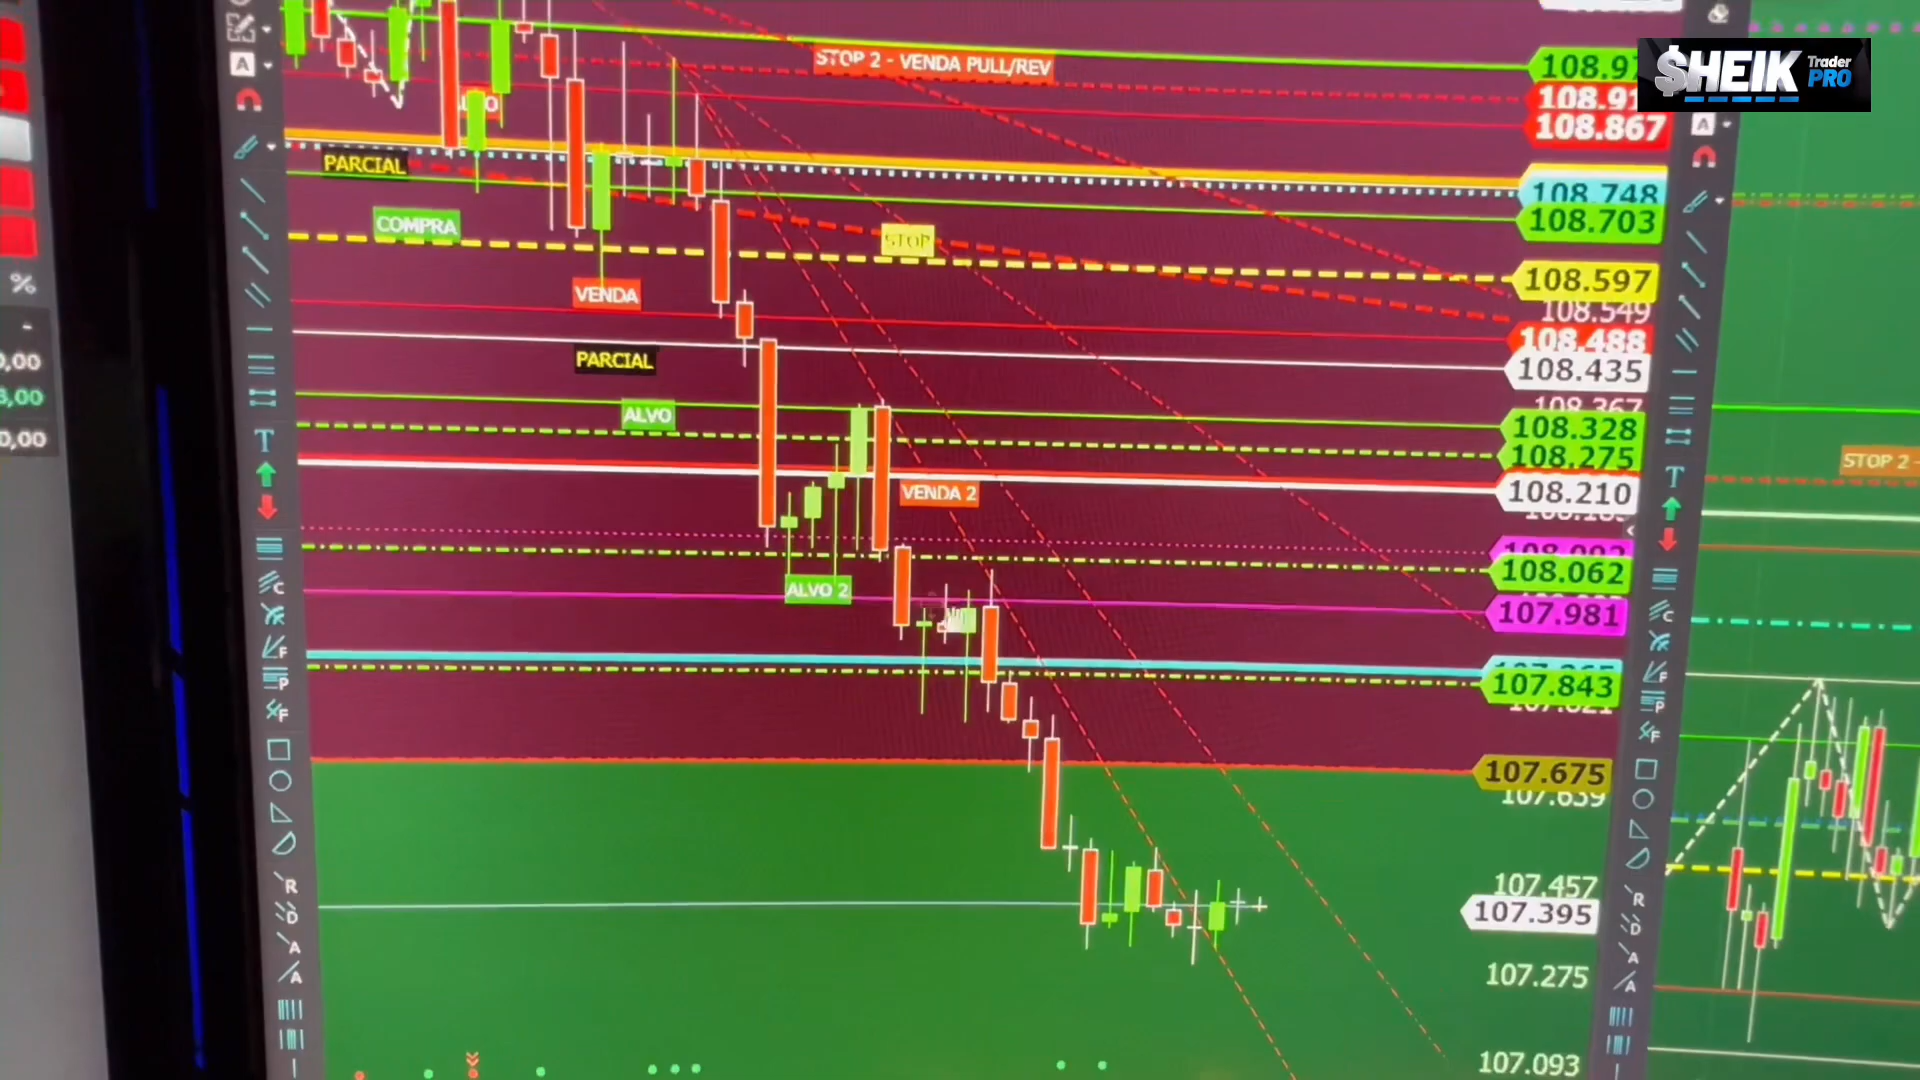 $HEIK Trader PRO
STOP 2 - VENDA PULL/REV
108.867
PARCIAL
108.748
108.703
COMPRA
STOP
108.597
%
VENDA
108.549
108.488
PARCIAL
108.435
108.367
ALVO
108.328
108.275
STOP 2 -
VENDA 2
108.210
108.062
ALVO 2
107.981
107.843
107.675
107.639
107.457
107.395
107.275
107.093